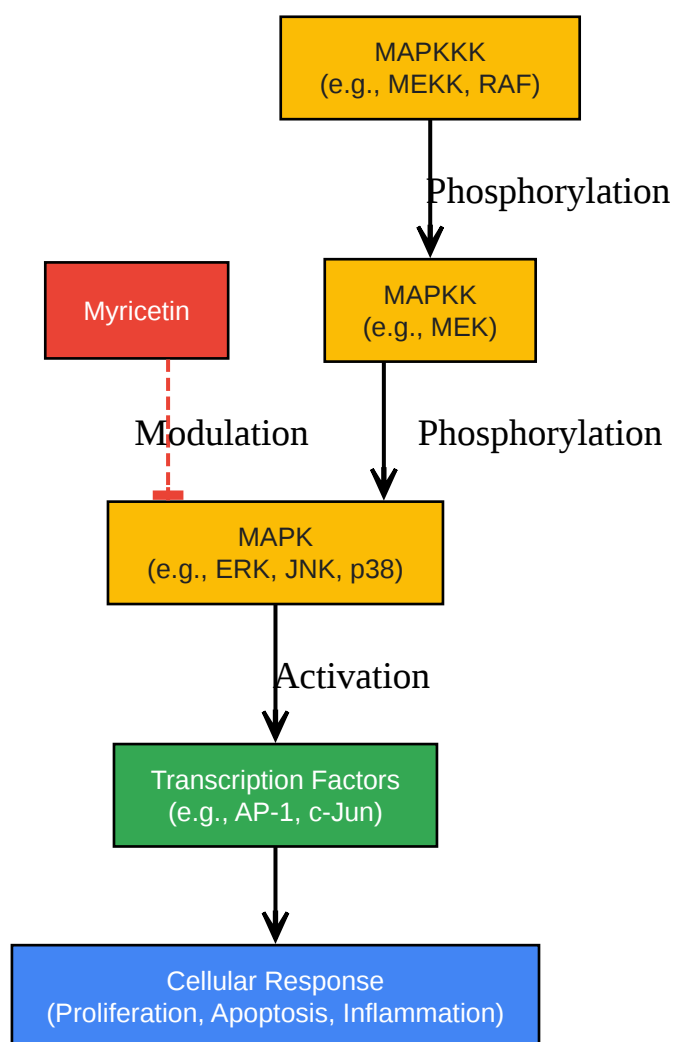 MAPKKK
(e.g., MEKK, RAF)
Phosphorylation
Myricetin
MAPKK
(e.g., MEK)
Modulation
Phosphorylation
MAPK
(e.g., ERK, JNK, p38)
Activation
Transcription Factors
(e.g., AP-1, c-Jun)
Cellular Response
(Proliferation, Apoptosis, Inflammation)